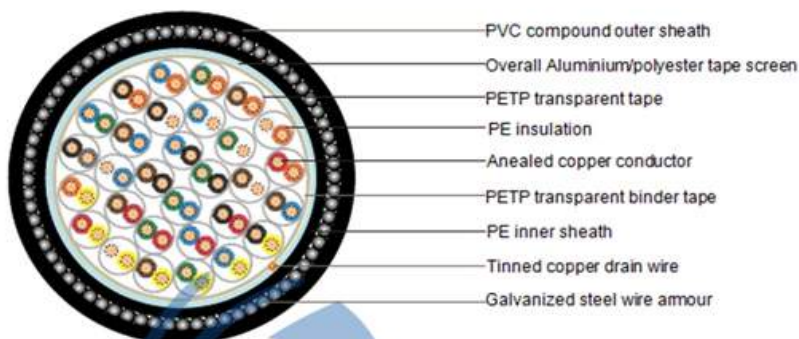 PVC compound outer sheath
Overall Aluminium/polyester tape screen
PETP transparent tape
PE insulation
Anealed copper conductor
PETP transparent binder tape
PE inner sheath
Tinned copper drain wire
Galvanized steel wire armour